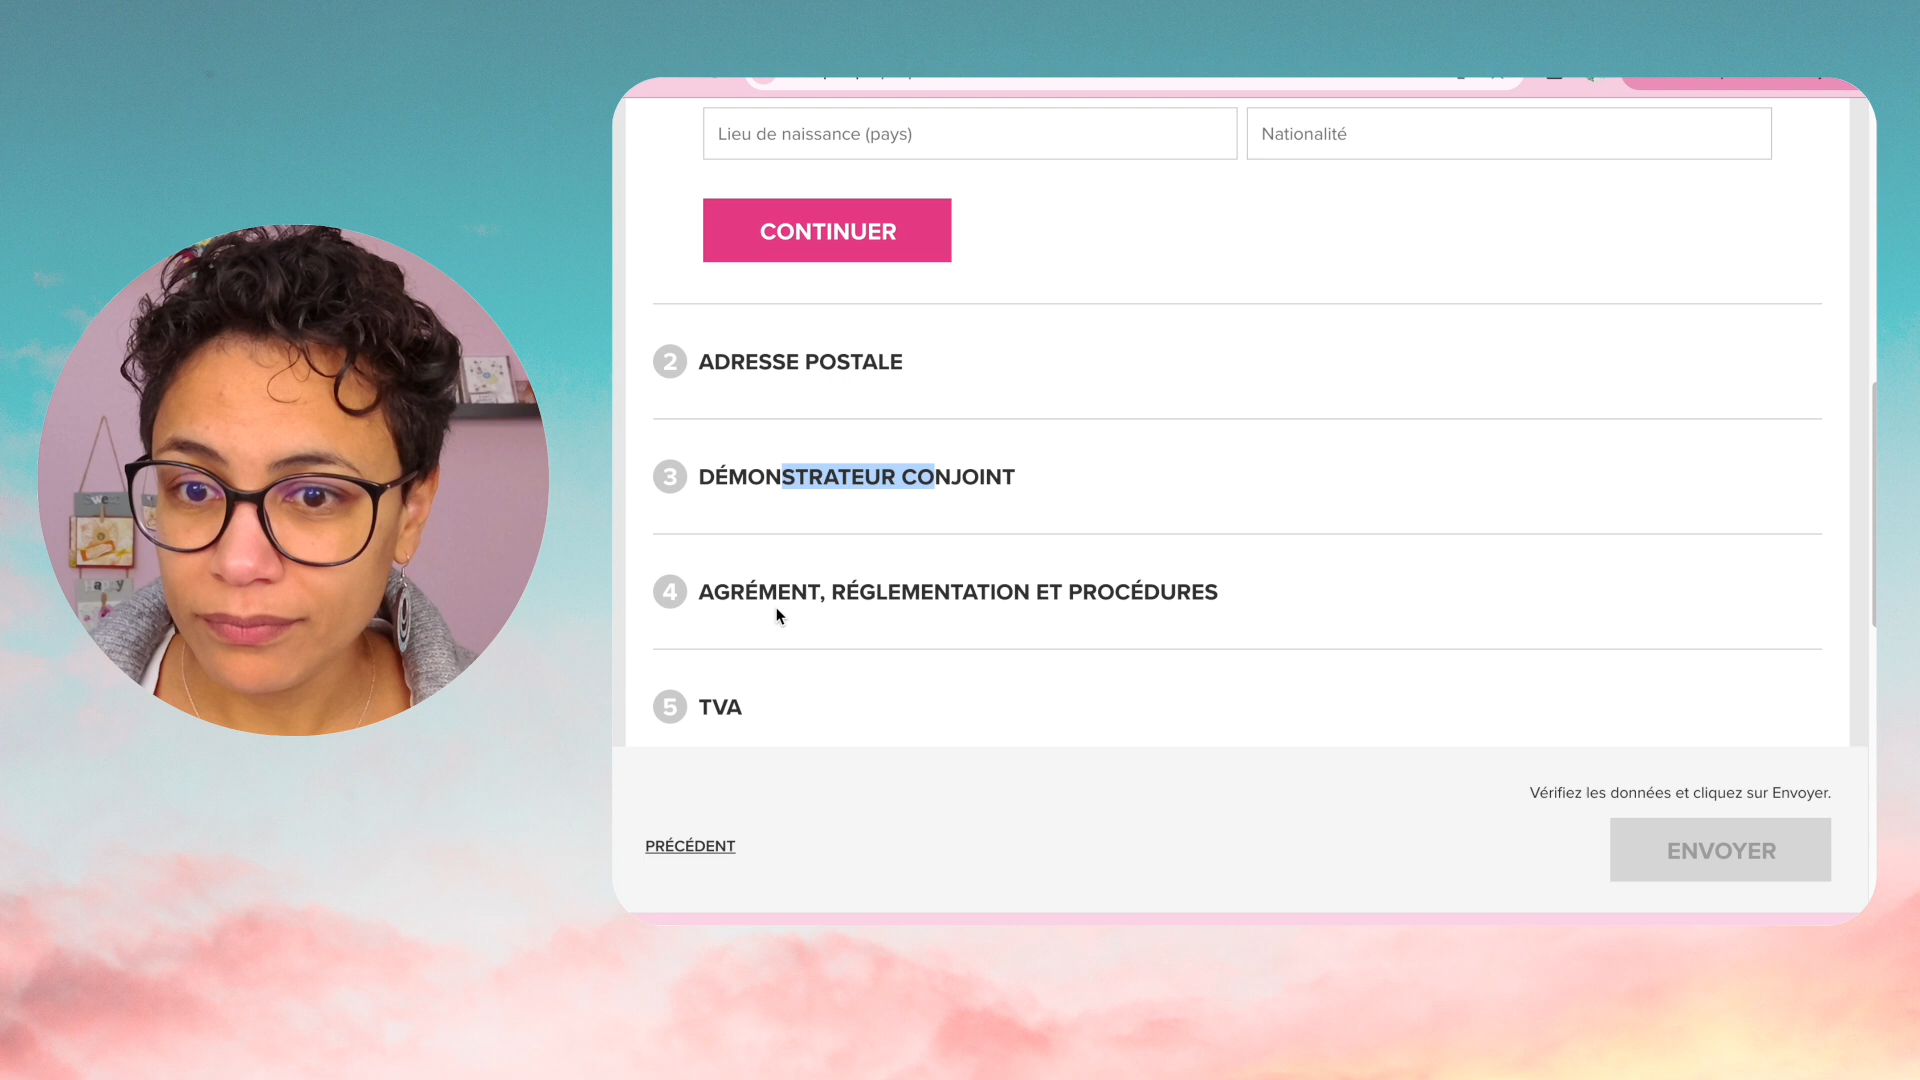 Lieu de naissance (pays)
Nationalité
CONTINUER
2 ADRESSE POSTALE
3 DÉMONSTRATEUR CONJOINT
4 AGRÉMENT, RÉGLEMENTATION ET PROCÉDURES
5 TVA
Vérifiez les données et cliquez sur Envoyer.
PRÉCÉDENT
ENVOYER